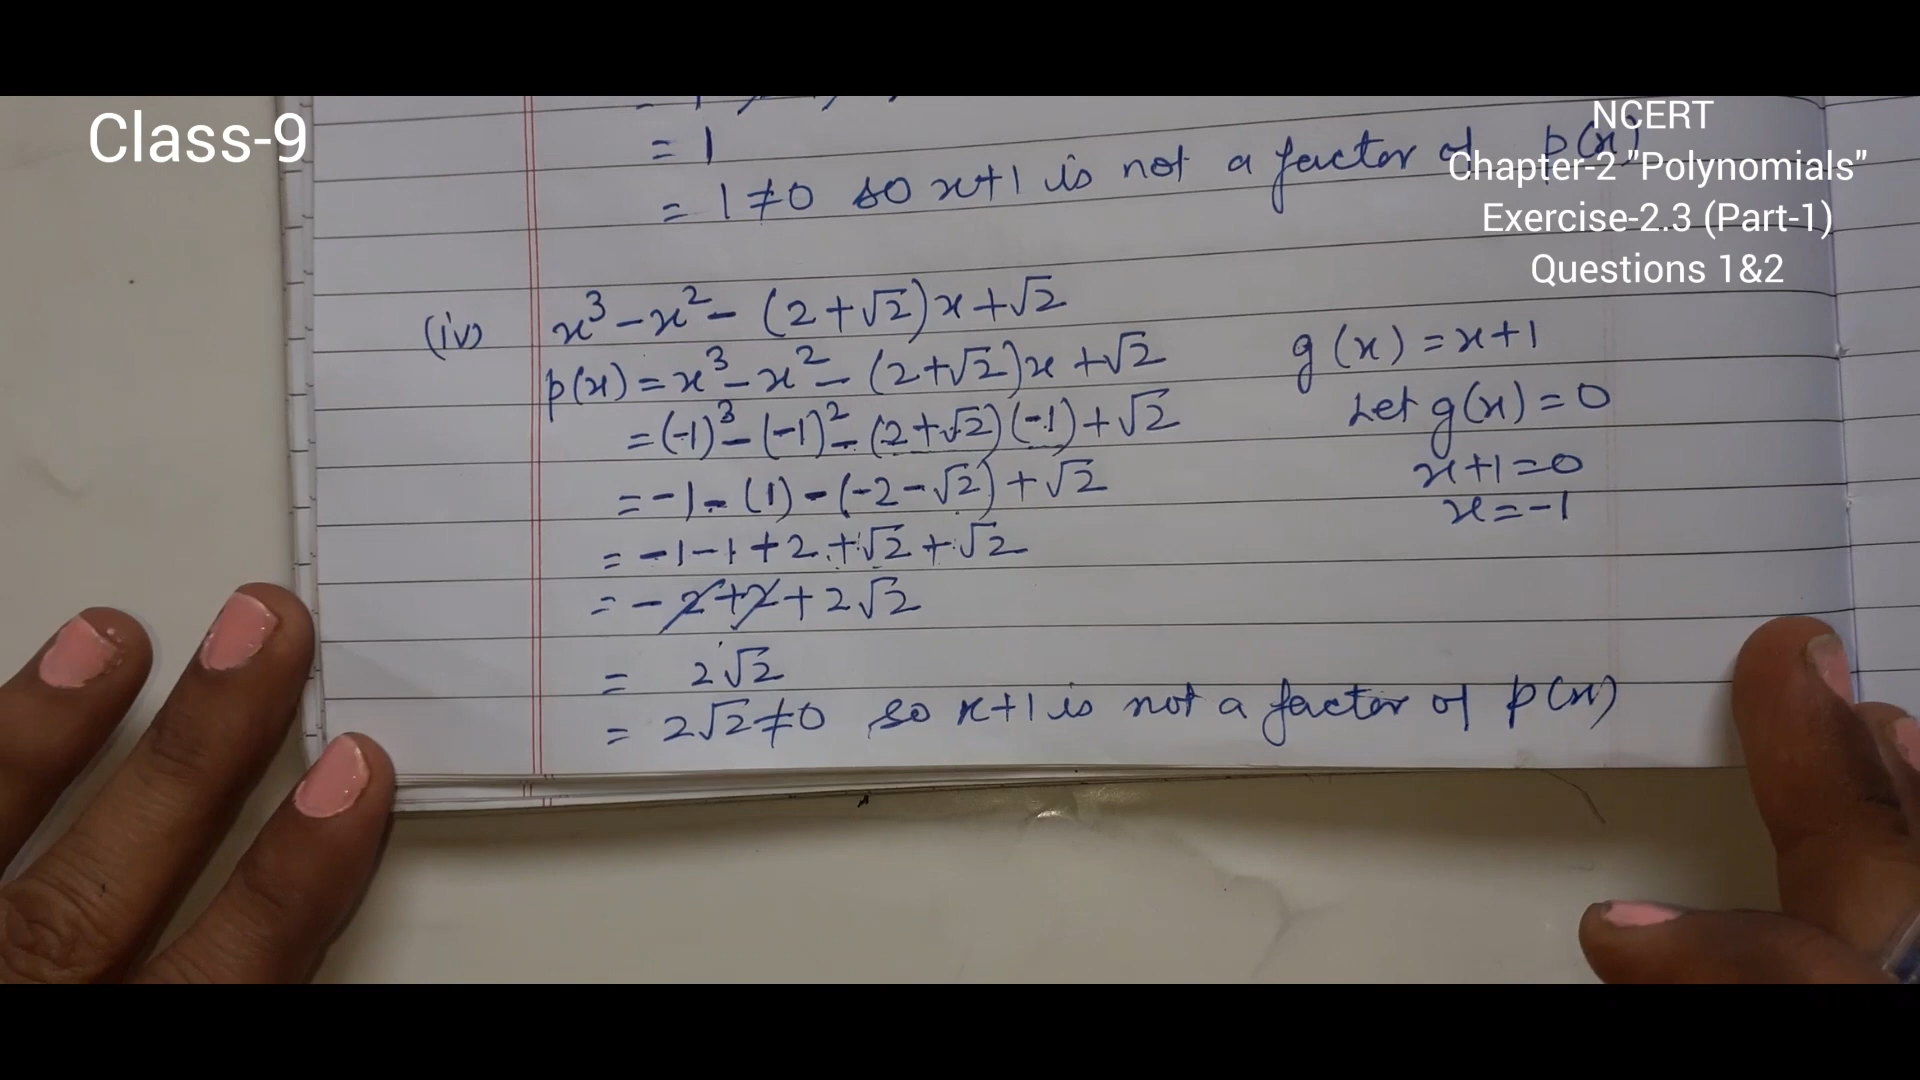 Class-9
NCERT
Chapter-2 "Polynomials"
Exercise-2.3 (Part-1)
Questions 1&2
= 1
= 1≠0 so x+1 is not a factor of p(x)
(iv) x³-x²-(2+√2)x+√2
p(x)=x³-x²-(2+√2)x+√2
=(-1)³-(-1)²-(2+√2)(-1)+√2
=-1-(1)-(-2-√2)+√2
=-1-1+2+√2+√2
=-2+2+2√2
= 2√2
= 2√2≠0 so x+1 is not a factor of p(x)
g(x)=x+1
Let g(x)=0
x+1=0
x=-1